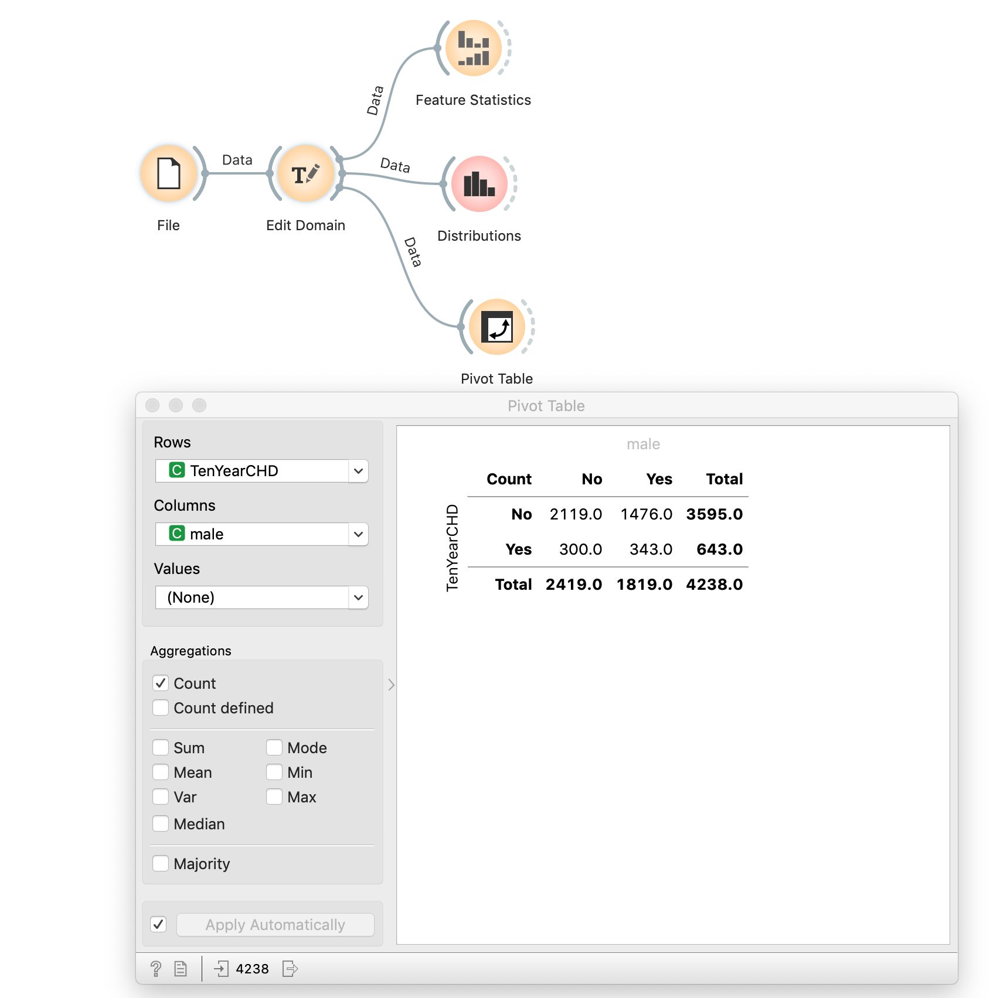 Feature Statistics
Data
Data
Data
Data
File
Edit Domain
Distributions
Pivot Table
Pivot Table
Rows
C TenYearCHD
Columns
C male
Values
(None)
Aggregations
Count
Count defined
Sum
Mode
Mean
Min
Var
Max
Median
Majority
Apply Automatically
? 4238
male
Count No Yes Total
TenYearCHD
No 2119.0 1476.0 3595.0
Yes 300.0 343.0 643.0
Total 2419.0 1819.0 4238.0